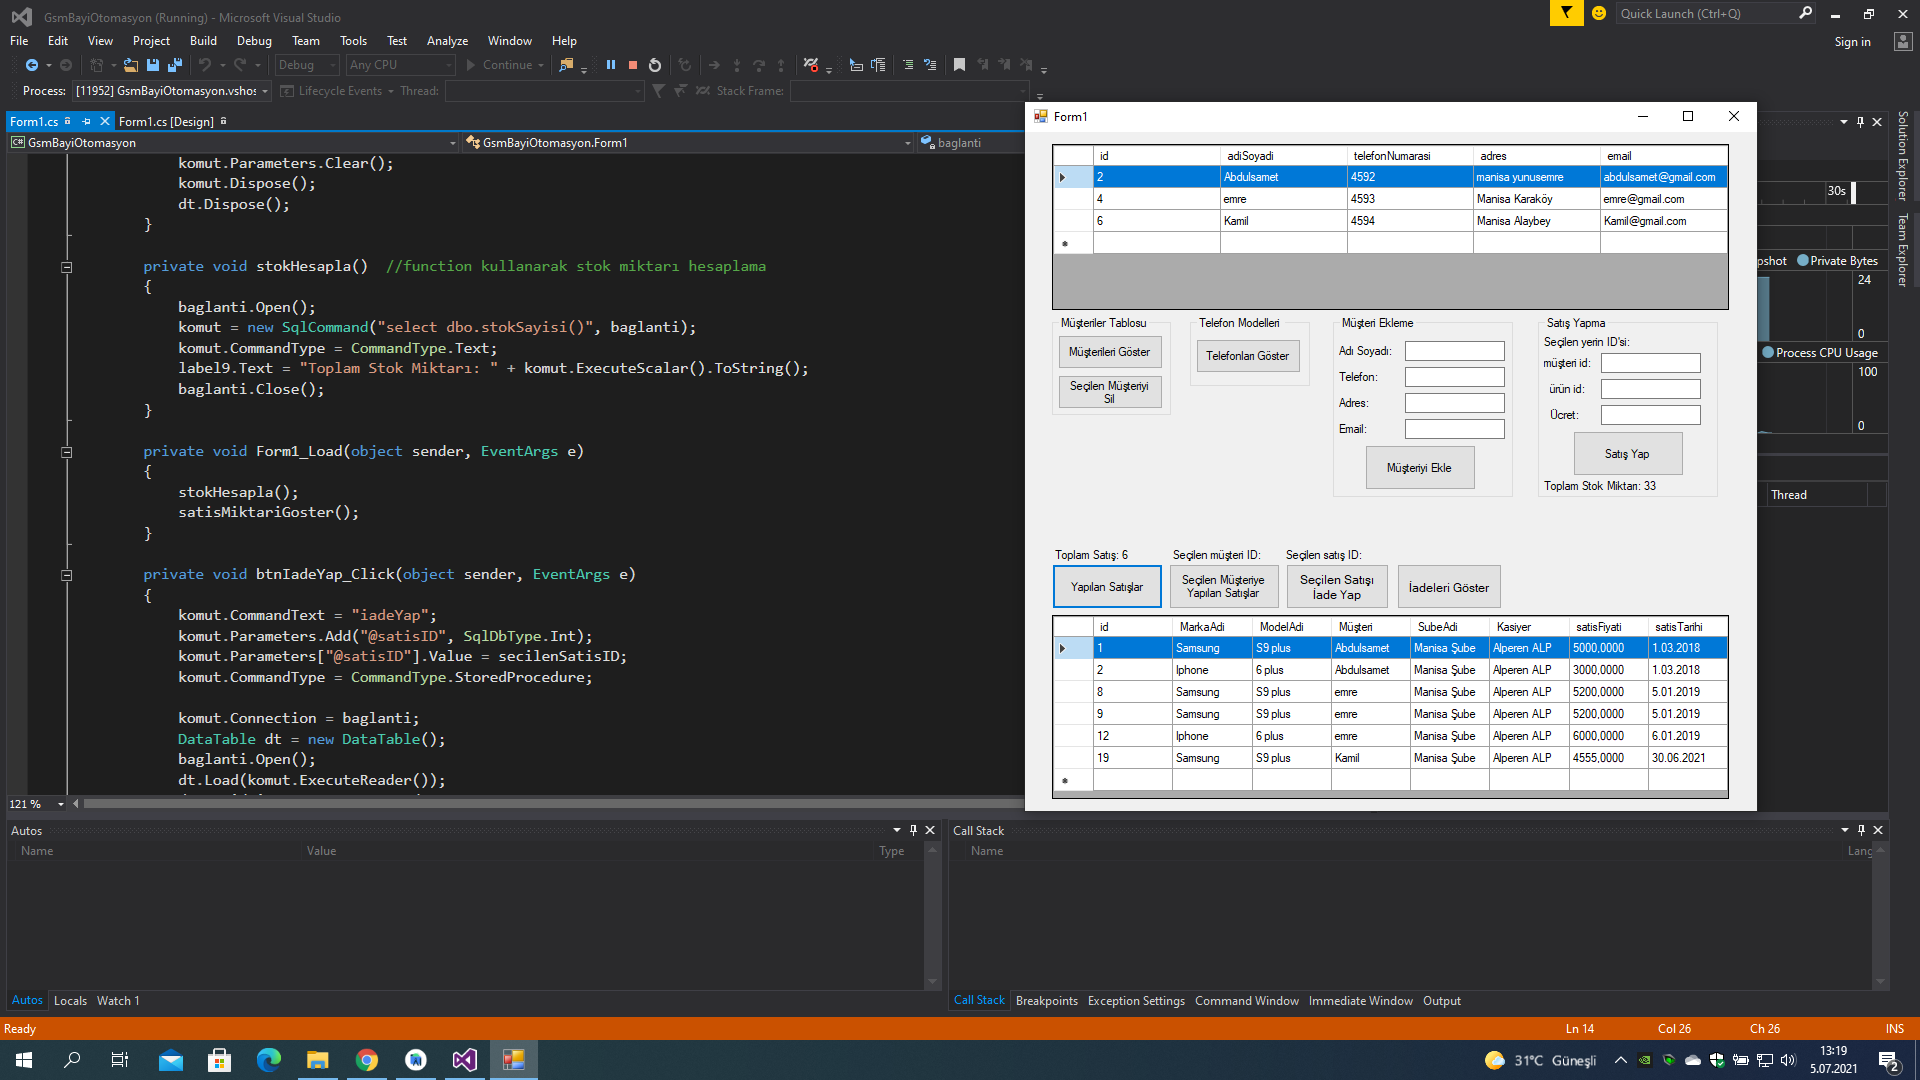 GsmBayiOtomasyon (Running) - Microsoft Visual Studio
Quick Launch (Ctrl+Q)
File Edit View Project Build Debug Team Tools Test Analyze Window Help
Sign in
Debug Any CPU Continue
Process: [11952] GsmBayiOtomasyon.vshos Lifecycle Events Thread: Stack Frame:
Form1.cs Form1.cs [Design]
GsmBayiOtomasyon GsmBayiOtomasyon.Form1 baglanti
komut.Parameters.Clear();
komut.Dispose();
dt.Dispose();
}
private void stokHesapla() //function kullanarak stok miktarı hesaplama
{
baglanti.Open();
komut = new SqlCommand("select dbo.stokSayisi()", baglanti);
komut.CommandType = CommandType.Text;
label9.Text = "Toplam Stok Miktarı: " + komut.ExecuteScalar().ToString();
baglanti.Close();
}
private void Form1_Load(object sender, EventArgs e)
{
stokHesapla();
satisMiktariGoster();
}
private void btnIadeYap_Click(object sender, EventArgs e)
{
komut.CommandText = "iadeYap";
komut.Parameters.Add("@satisID", SqlDbType.Int);
komut.Parameters["@satisID"].Value = secilenSatisID;
komut.CommandType = CommandType.StoredProcedure;
komut.Connection = baglanti;
DataTable dt = new DataTable();
baglanti.Open();
dt.Load(komut.ExecuteReader());
121 %
Form1
id adiSoyadi telefonNumarasi adres email
2 Abdulsamet 4592 manisa yunusemre abdulsamet@gmail.com
4 emre 4593 Manisa Karaköy emre@gmail.com
6 Kamil 4594 Manisa Alaybey Kamil@gmail.com
Müşteriler Tablosu
Müşterileri Göster
Seçilen Müşteriyi
Sil
Telefon Modelleri
Telefonları Göster
Müşteri Ekleme
Adı Soyadı:
Telefon:
Adres:
Email:
Müşteriyi Ekle
Satış Yapma
Seçilen yerin ID'si:
müşteri id:
ürün id:
Ücret:
Satış Yap
Toplam Stok Miktarı: 33
Toplam Satış: 6 Seçilen müşteri ID: Seçilen satış ID:
Yapılan Satışlar
Seçilen Müşteriye
Yapılan Satışlar
Seçilen Satışı
İade Yap
İadeleri Göster
id MarkaAdi ModelAdi Müşteri SubeAdi Kasiyer satisFiyati satisTarihi
1 Samsung S9 plus Abdulsamet Manisa Şube Alperen ALP 5000,0000 1.03.2018
2 Iphone 6 plus Abdulsamet Manisa Şube Alperen ALP 3000,0000 1.03.2018
8 Samsung S9 plus emre Manisa Şube Alperen ALP 5200,0000 5.01.2019
9 Samsung S9 plus emre Manisa Şube Alperen ALP 5200,0000 5.01.2019
12 Iphone 6 plus emre Manisa Şube Alperen ALP 6000,0000 6.01.2019
19 Samsung S9 plus Kamil Manisa Şube Alperen ALP 4555,0000 30.06.2021
30s
pshot Private Bytes
24
0
Process CPU Usage
100
0
Thread
Solution Explorer
Team Explorer
Autos
Name Value Type
Autos Locals Watch 1
Call Stack
Name Lang
Call Stack Breakpoints Exception Settings Command Window Immediate Window Output
Ready Ln 14 Col 26 Ch 26 INS
31°C Güneşli
13:19
5.07.2021
2